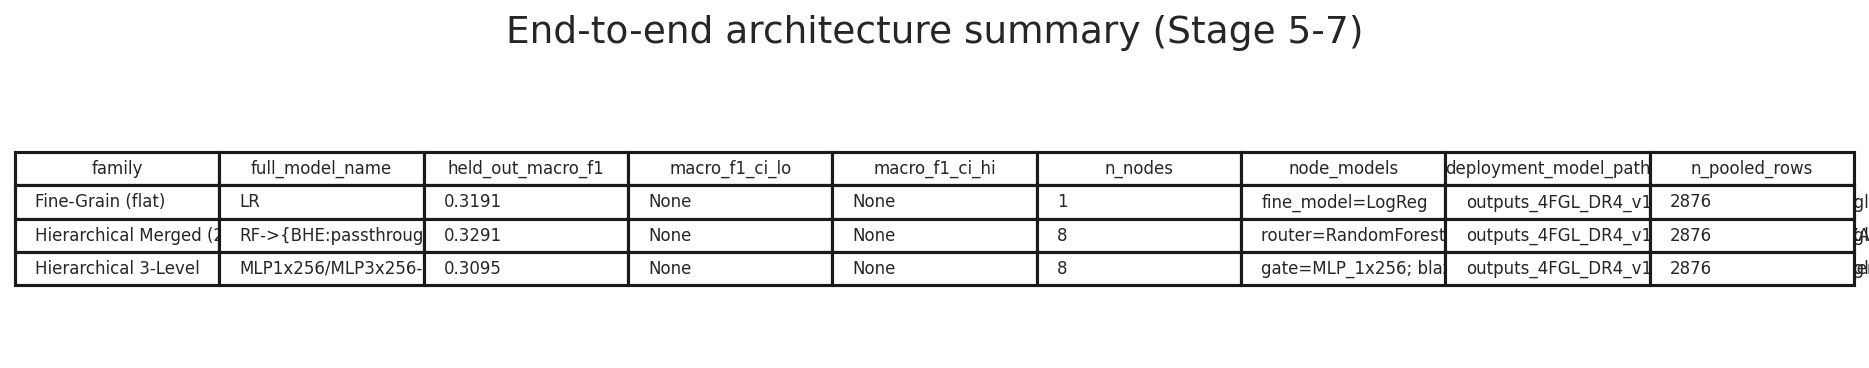 End-to-end architecture summary (Stage 5-7)
family full_model_name held_out_macro_f1 macro_f1_ci_lo macro_f1_ci_hi n_nodes node_models deployment_model_path n_pooled_rows
Fine-Grain (flat) LR 0.3191 None None 1 fine_model=LogReg outputs_4FGL_DR4_v1 2876
Hierarchical Merged (2 RF->{BHE:passthroug 0.3291 None None 8 router=RandomForest outputs_4FGL_DR4_v1 2876
Hierarchical 3-Level MLP1x256/MLP3x256- 0.3095 None None 8 gate=MLP_1x256; bla outputs_4FGL_DR4_v1 2876